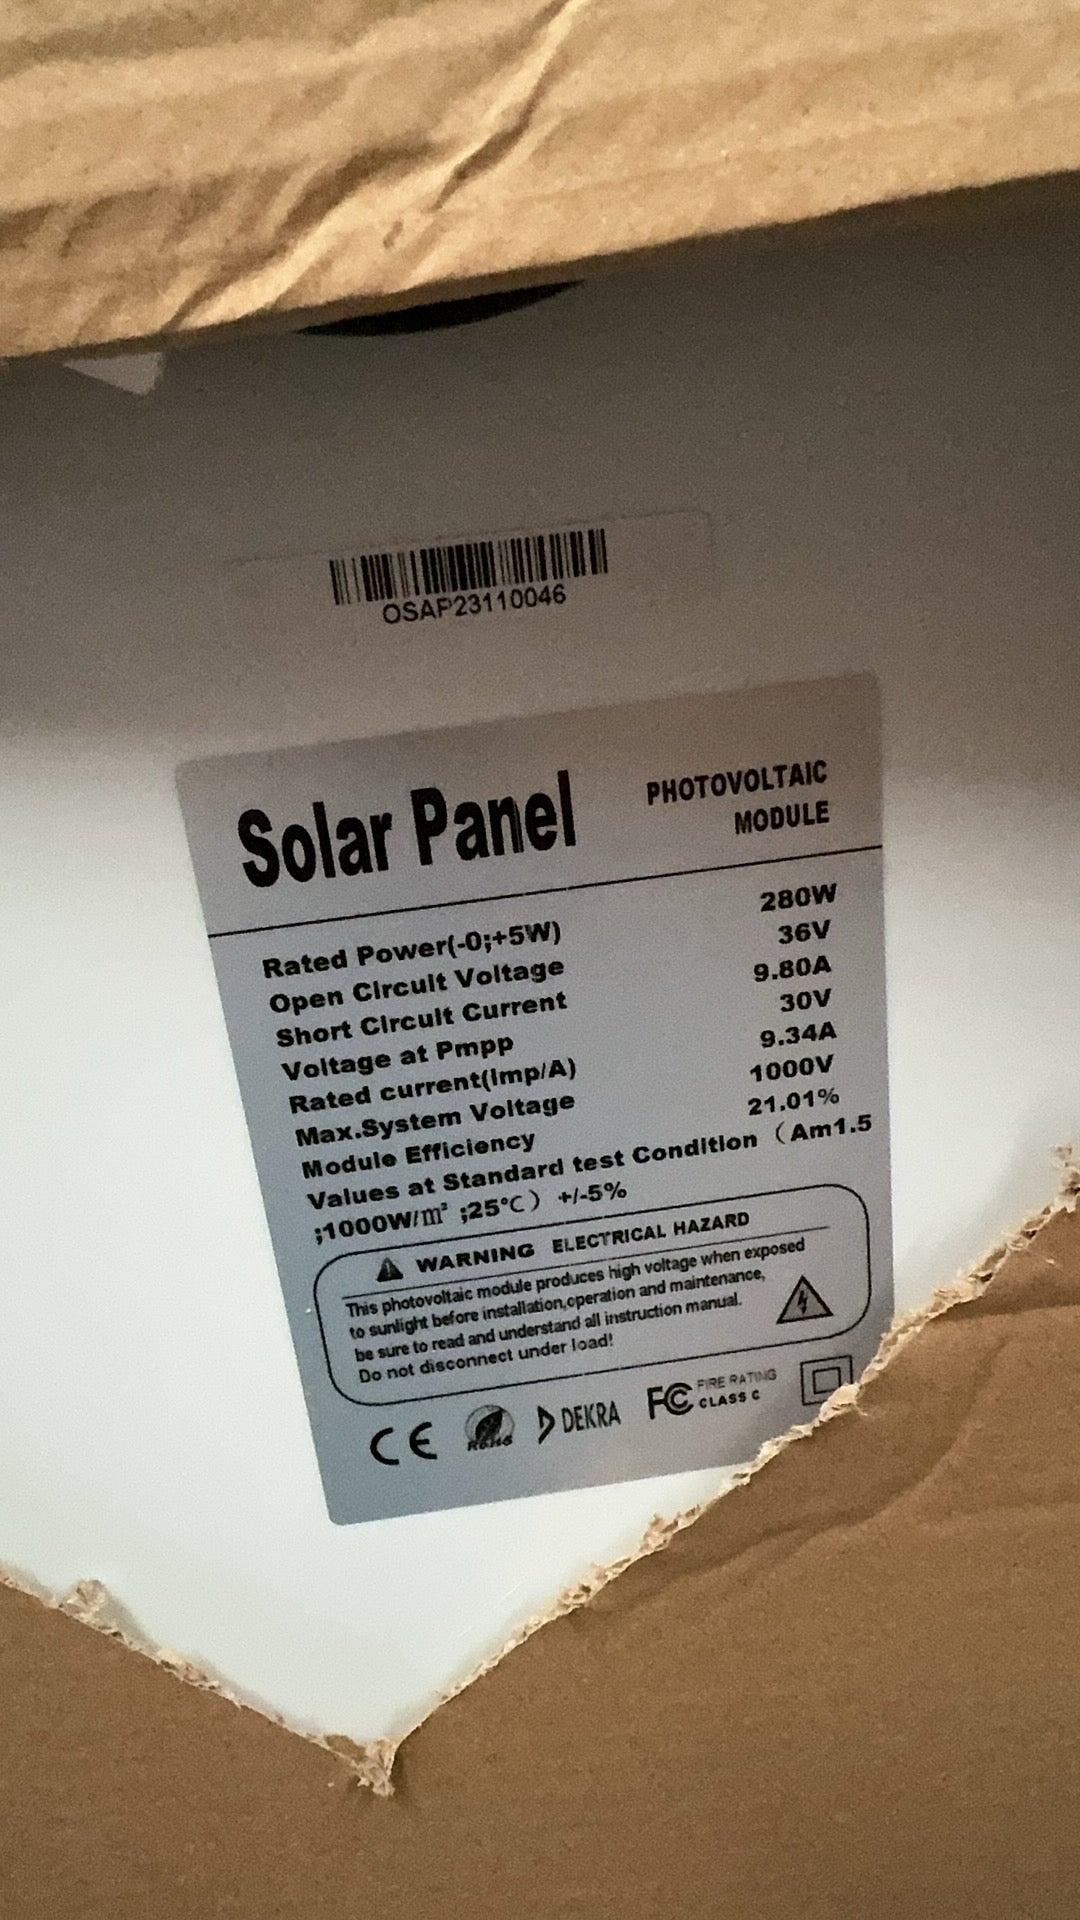 OSAP23110046
Solar Panel
PHOTOVOLTAIC
MODULE
Rated Power(-0;+5W) 280W
Open Circuit Voltage 36V
Short Circuit Current 9.80A
Voltage at Pmpp 30V
Rated current(Imp/A) 9.34A
Max.System Voltage 1000V
Module Efficiency 21.01%
Values at Standard test Condition（Am1.5
;1000W/m² ;25℃） +/-5%
WARNING ELECTRICAL HAZARD
This photovoltaic module produces high voltage when exposed
to sunlight before installation,operation and maintenance,
be sure to read and understand all instruction manual.
Do not disconnect under load!
CE RoHS DEKRA FC FIRE RATING
CLASS C